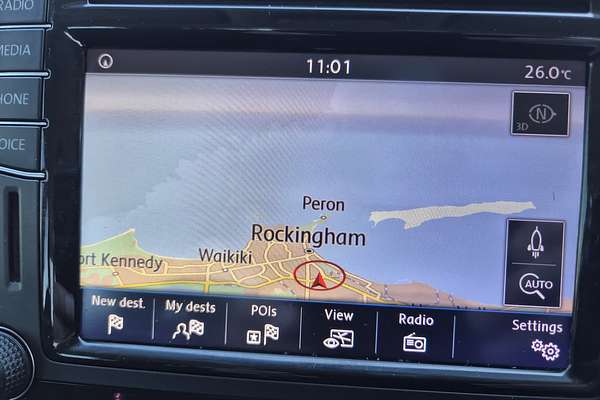 RADIO
MEDIA
HONE
OICE
11:01
26.0°C
N
3D
Peron
Rockingham
ort Kennedy
Waikiki
AUTO
New dest.
My dests
POIs
View
Radio
Settings